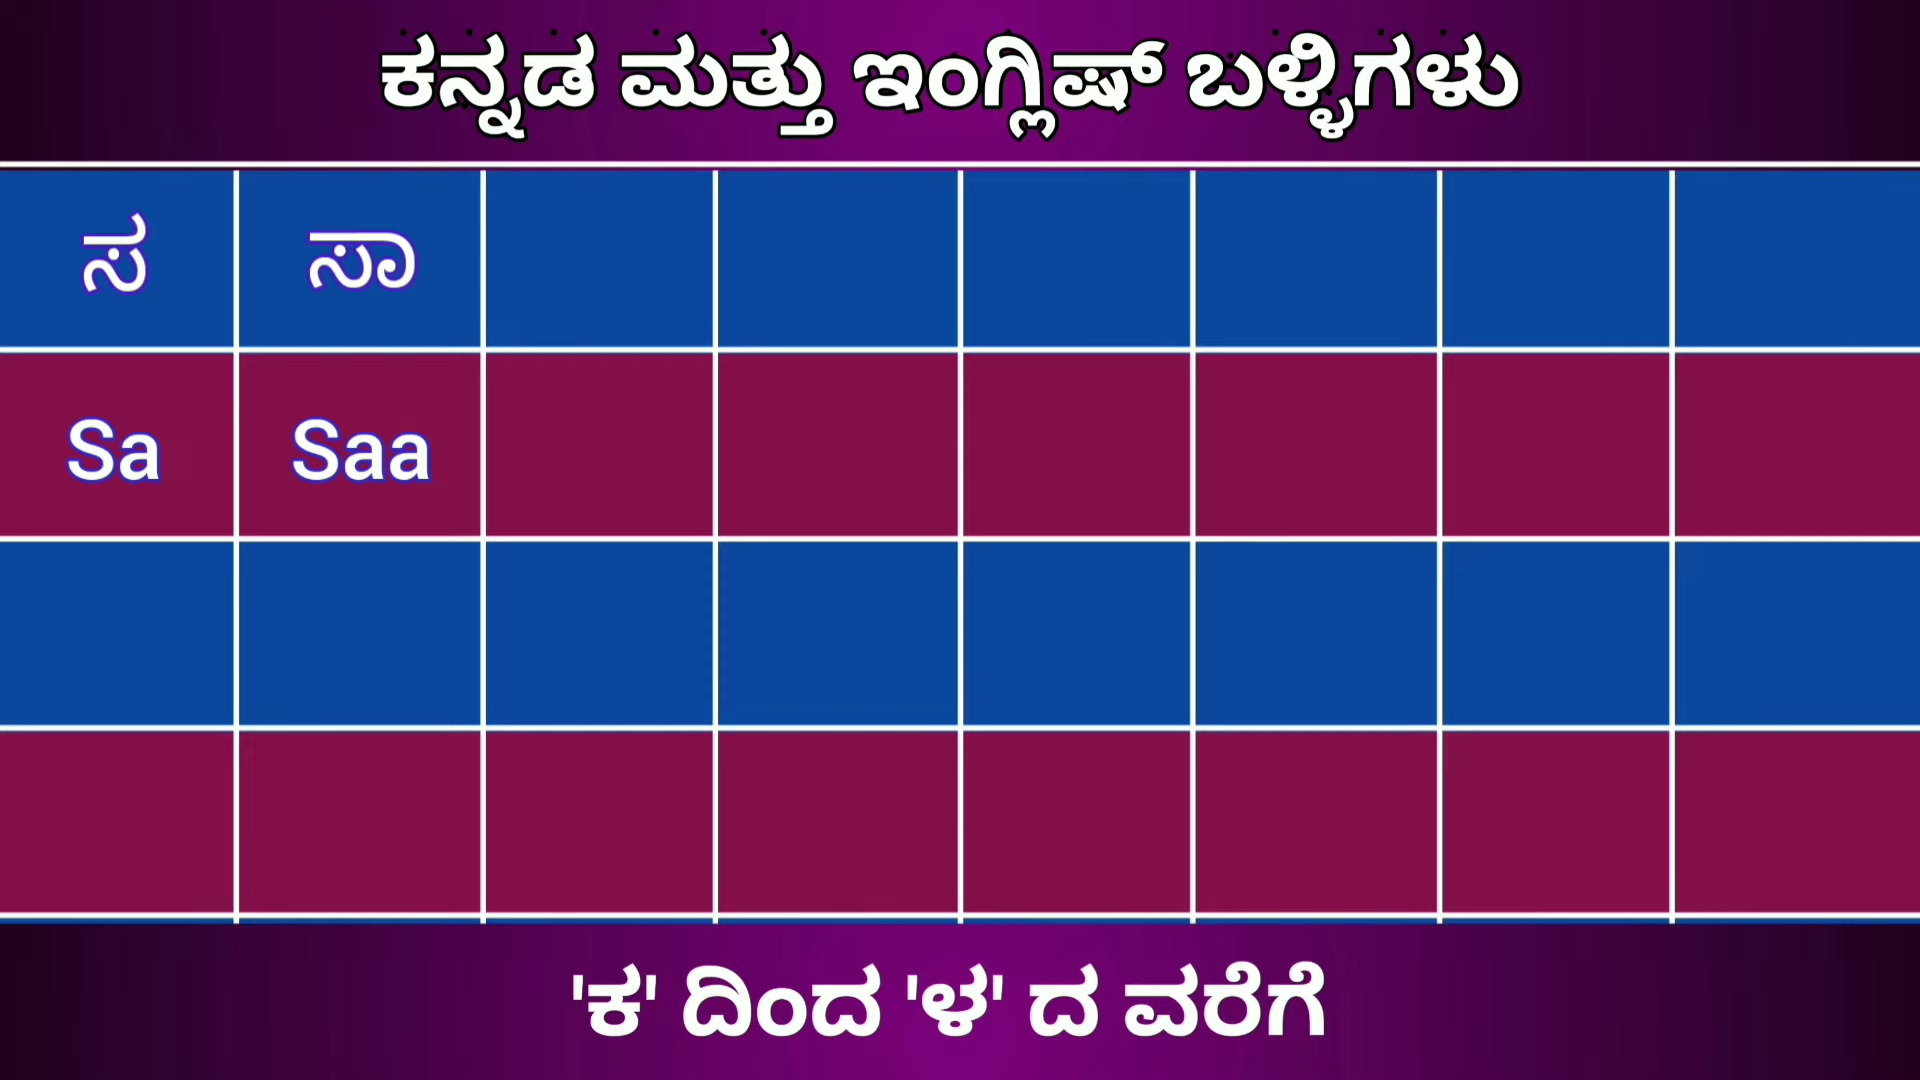 ಕನ್ನಡ ಮತ್ತು ಇಂಗ್ಲಿಷ್ ಬಳ್ಳಿಗಳು
ಸ ಸಾ
Sa Saa
'ಕ' ದಿಂದ 'ಳ' ದ ವರೆಗೆ